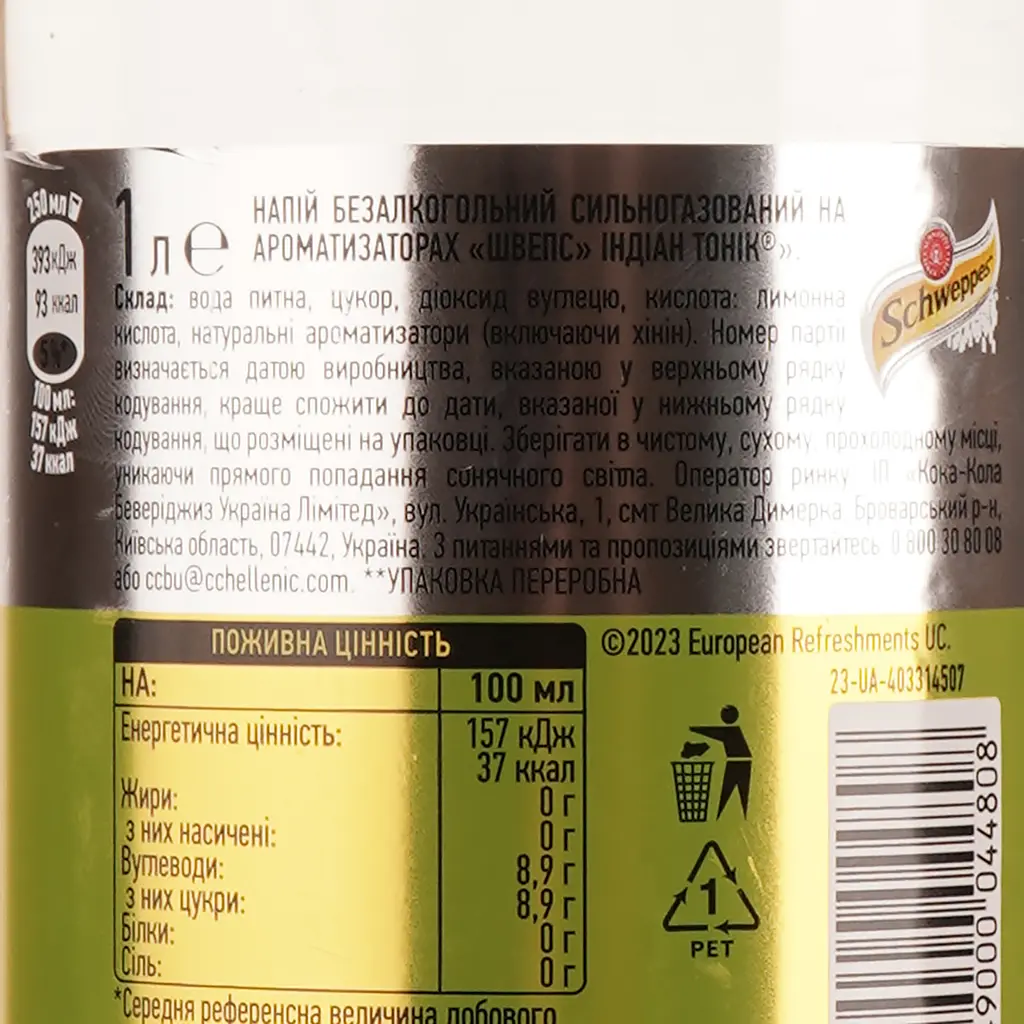 250 мл
393 кДж
93 ккал
5%*
100 мл:
157 кДж
37 ккал
1 л ℮
НАПІЙ БЕЗАЛКОГОЛЬНИЙ СИЛЬНОГАЗОВАНИЙ НА
АРОМАТИЗАТОРАХ «ШВЕПС» ІНДІАН ТОНІК®».
Schweppes
Склад: вода питна, цукор, діоксид вуглецю, кислота: лимонна
кислота, натуральні ароматизатори (включаючи хінін). Номер партії
визначається датою виробництва, вказаною у верхньому рядку
кодування, краще спожити до дати, вказаної у нижньому рядку
кодування, що розміщені на упаковці. Зберігати в чистому, сухому, прохолодному місці,
уникаючи прямого попадання сонячного світла. Оператор ринку ІП «Кока-Кола
Беверіджиз Україна Лімітед», вул. Українська, 1, смт Велика Димерка, Броварський р-н,
Київська область, 07442, Україна. З питаннями та пропозиціями звертайтесь 0 800 30 80 08
або ccbu@cchellenic.com. **УПАКОВКА ПЕРЕРОБНА
ПОЖИВНА ЦІННІСТЬ
НА: 100 мл
Енергетична цінність: 157 кДж
37 ккал
Жири: 0 г
з них насичені: 0 г
Вуглеводи: 8,9 г
з них цукри: 8,9 г
Білки: 0 г
Сіль: 0 г
*Середня референсна величина добового
©2023 European Refreshments UC.
23-UA-403314507
1
PET
9000 044808